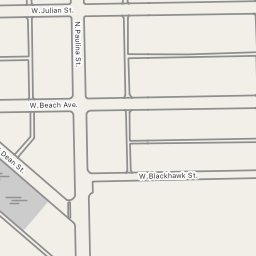 W. Julian St.
N. Paulina St.
W. Beach Ave.
Dean St.
W. Blackhawk St.